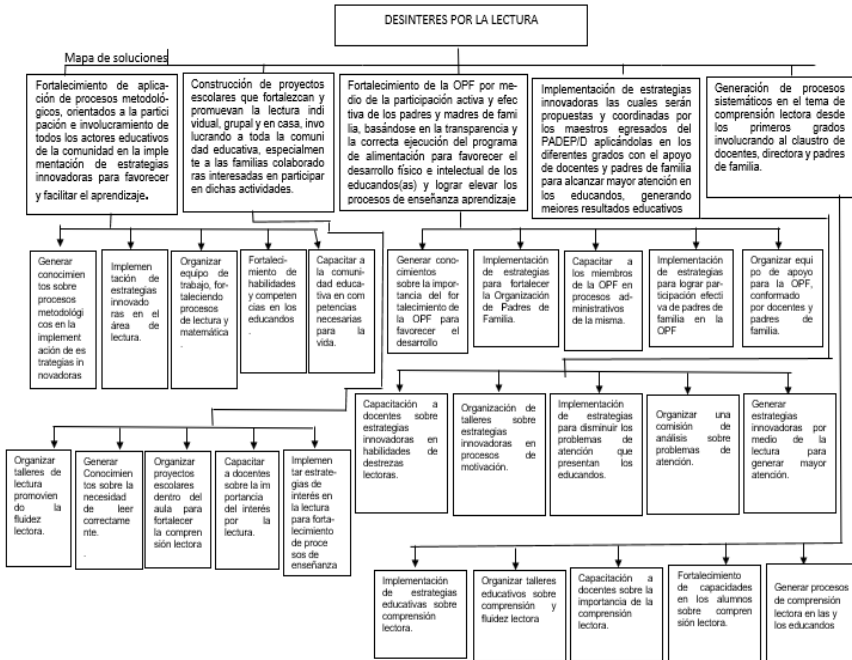 DESINTERES POR LA LECTURA
Mapa de soluciones
Fortalecimiento de aplica-
ción de procesos metodológi-
cos, orientados a la partici
pación e involucramiento de
todos los actores educativos
de la comunidad en la imple
mentación de estrategias
innovadoras para favorecer
y facilitar el aprendizaje.
Construcción de proyectos
escolares que fortalezcan y
promuevan la lectura indi
vidual, grupal y en casa, invo
lucrando a toda la comuni
dad educativa, especialmen
te a las familias colaborado
ras interesadas en participar
en dichas actividades.
Fortalecimiento de la OPF por me
dio de la participación activa y efec
tiva de los padres y madres de fami
lia, basándose en la transparencia y
la correcta ejecución del programa
de alimentación para favorecer el
desarrollo físico e intelectual de los
educandos(as) y lograr elevar los
procesos de enseñanza aprendizaje
Implementación de estrategias
innovadoras las cuales serán
propuestas y coordinadas por
los maestros egresados del
PADEP/D aplicándolas en los
diferentes grados con el apoyo
de docentes y padres de familia
para alcanzar mayor atención en
los educandos, generando
mejores resultados educativos
Generación de procesos
sistemáticos en el tema de
comprensión lectora desde
los primeros grados
involucrando al claustro de
docentes, directora y padres
de familia.
Generar
conocimien
tos sobre
procesos
metodológi
cos en la
implement
ación de es
trategias in
novadoras
Implemen
tación de
estrategias
innovado
ras en el
área de
lectura.
Organizar
equipo de
trabajo, for-
taleciendo
procesos
de lectura y
matemática
.
Fortaleci-
miento de
habilidades
y competen
cias en los
educandos
.
Capacitar a
la comuni-
dad educa-
tiva en com
petencias
necesarias
para la
vida.
Generar cono-
cimientos
sobre la impor-
tancia del for
talecimiento de
la OPF para
favorecer el
desarrollo
Implementación
de estrategias
para fortalecer
la Organización
de Padres de
Familia.
Capacitar a
los miembros
de la OPF en
procesos ad-
ministrativos
de la misma.
Implementación
de estrategias
para lograr par-
ticipación efecti
va de padres de
familia en la
OPF
Organizar equi
po de apoyo
para la OPF,
conformado
por docentes y
padres de
familia.
Capacitación a
docentes sobre
estrategias
innovadoras en
habilidades de
destrezas
lectoras.
Organización de
talleres sobre
estrategias
innovadoras en
procesos de
motivación.
Implementación
de estrategias
para disminuir los
problemas de
atención que
presentan los
educandos.
Organizar una
comisión de
análisis sobre
problemas de
atención.
Generar
estrategias
innovadoras por
medio de la
lectura para
generar mayor
atención.
Organizar
talleres de
lectura
promovien
do la
fluidez
lectora.
Generar
Conocimien
tos sobre la
necesidad
de leer
correctame
nte.
.
Organizar
proyectos
escolares
dentro del
aula para
fortalecer
la compren
sión lectora
Capacitar
a docentes
sobre la im
portancia
del interés
por la
lectura.
Implemen
tar estrate-
gias de
interés en
la lectura
para forta-
lecimiento
de proce
sos de
enseñanza
Implementación
de estrategias
educativas sobre
comprensión
lectora.
Organizar talleres
educativos sobre
comprensión y
fluidez lectora
Capacitación a
docentes sobre la
importancia de la
comprensión
lectora.
Fortalecimiento
de capacidades
en los alumnos
sobre compren
sión lectora.
Generar procesos
de comprensión
lectora en las y
los educandos